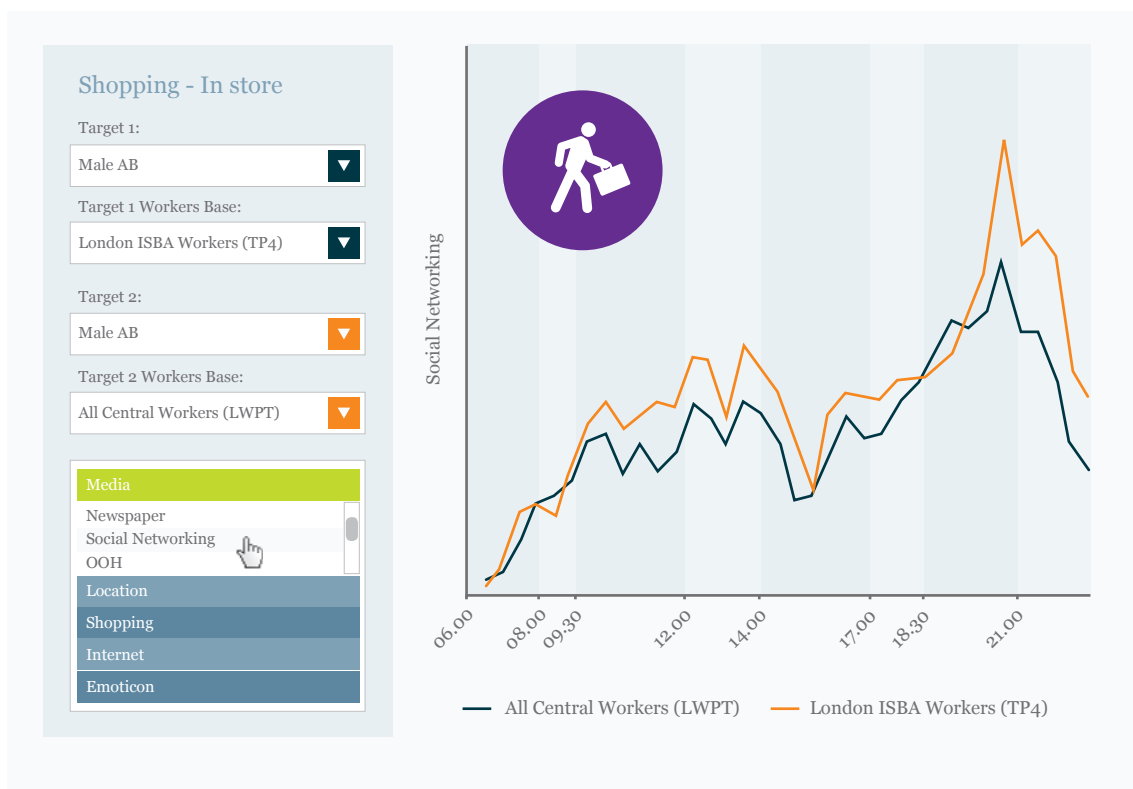 Shopping - In store
Target 1:
Male AB
Target 1 Workers Base:
London ISBA Workers (TP4)
Target 2:
Male AB
Target 2 Workers Base:
All Central Workers (LWPT)
Media
Newspaper
Social Networking
OOH
Location
Shopping
Internet
Emoticon
Social Networking
06.00
08.00
09.30
12.00
14.00
17.00
18.30
21.00
All Central Workers (LWPT)
London ISBA Workers (TP4)